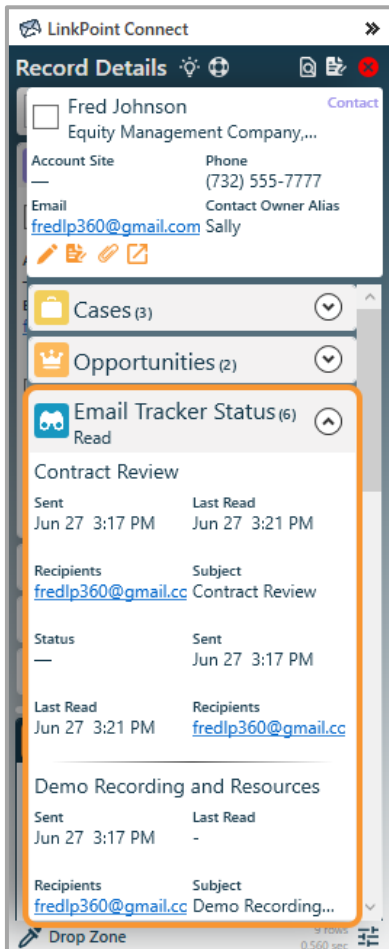 LinkPoint Connect »
Record Details
Fred Johnson Contact
Equity Management Company,...
Account Site Phone
— (732) 555-7777
Email Contact Owner Alias
fredlp360@gmail.com Sally
Cases (3)
Opportunities (2)
Email Tracker Status (6)
Read
Contract Review
Sent Last Read
Jun 27 3:17 PM Jun 27 3:21 PM
Recipients Subject
fredlp360@gmail.cc Contract Review
Status Sent
— Jun 27 3:17 PM
Last Read Recipients
Jun 27 3:21 PM fredlp360@gmail.cc
Demo Recording and Resources
Sent Last Read
Jun 27 3:17 PM -
Recipients Subject
fredlp360@gmail.cc Demo Recording...
Drop Zone 9 rows
0.560 sec